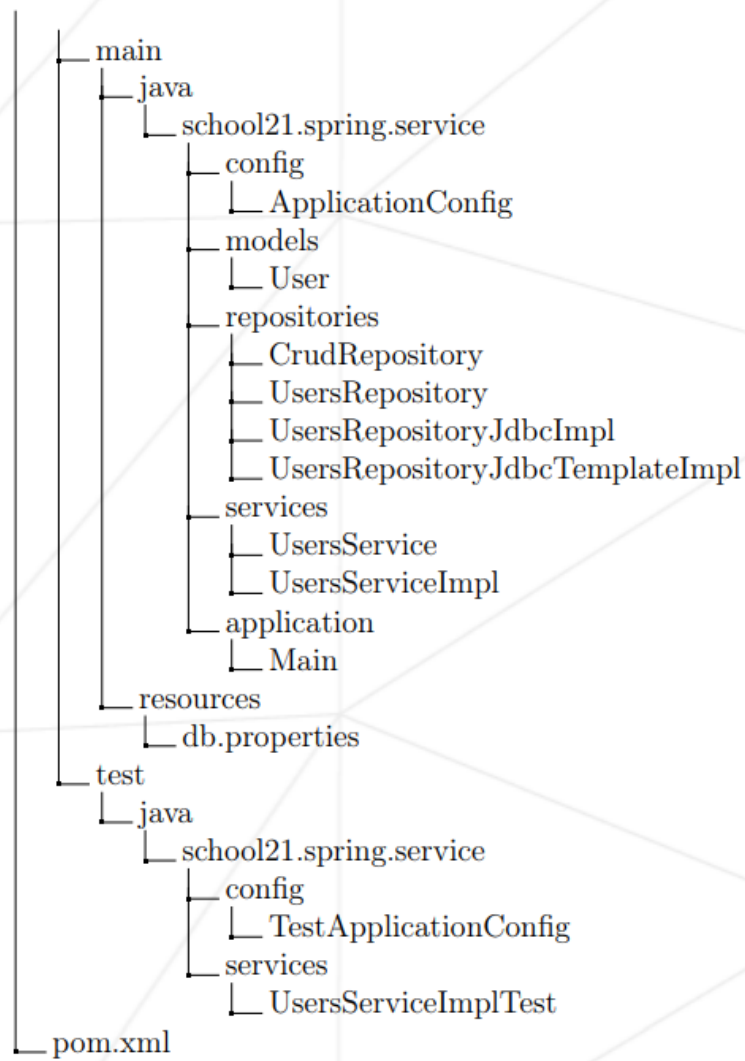 main
java
school21.spring.service
config
ApplicationConfig
models
User
repositories
CrudRepository
UsersRepository
UsersRepositoryJdbcImpl
UsersRepositoryJdbcTemplateImpl
services
UsersService
UsersServiceImpl
application
Main
resources
db.properties
test
java
school21.spring.service
config
TestApplicationConfig
services
UsersServiceImplTest
pom.xml